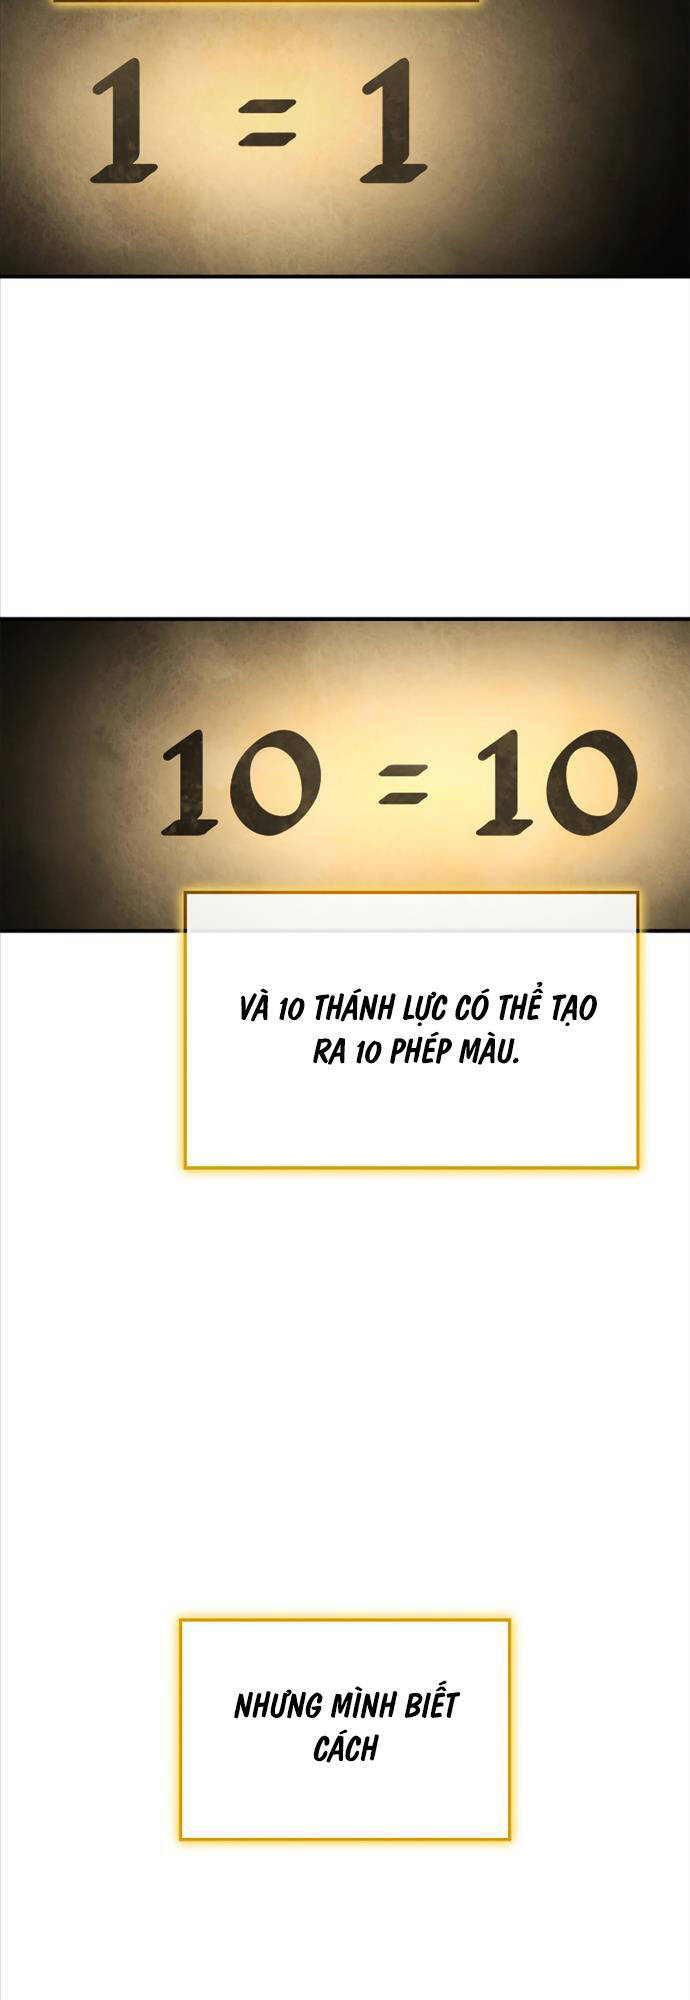 1 = 1
10 = 10
VÀ 10 THÁNH LỰC CÓ THỂ TẠO
RA 10 PHÉP MÀU.
NHƯNG MÌNH BIẾT
CÁCH